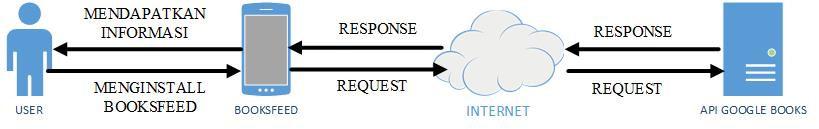 MENDAPATKAN
INFORMASI
MENGINSTALL
BOOKSFEED
USER
BOOKSFEED
RESPONSE
REQUEST
INTERNET
RESPONSE
REQUEST
API GOOGLE BOOKS